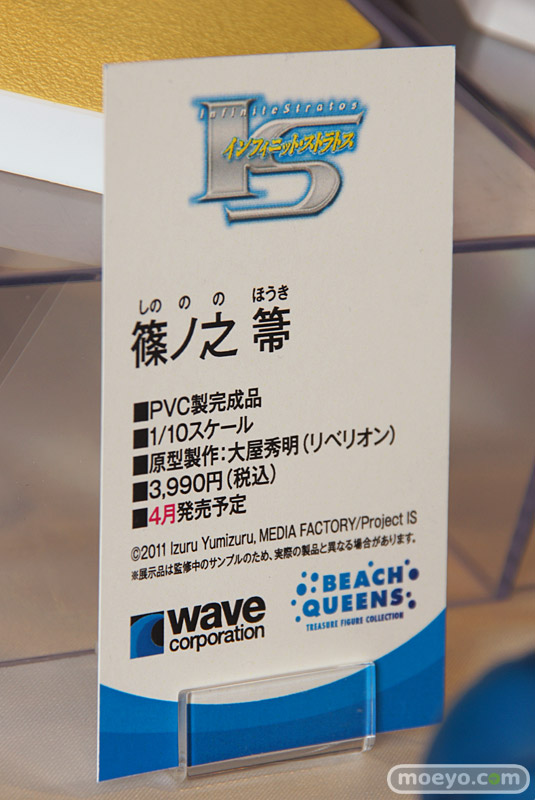 InfiniteStratos
IS
インフィニット・ストラトス
しの の の ほうき
篠ノ之 箒
■PVC製完成品
■1/10スケール
■原型製作：大屋秀明（リベリオン）
■3,990円（税込）
■4月発売予定
©2011 Izuru Yumizuru, MEDIA FACTORY/Project IS
※展示品は監修中のサンプルのため、実際の製品と異なる場合があります。
wave
corporation
BEACH
QUEENS
TREASURE FIGURE COLLECTION
moeyo.com